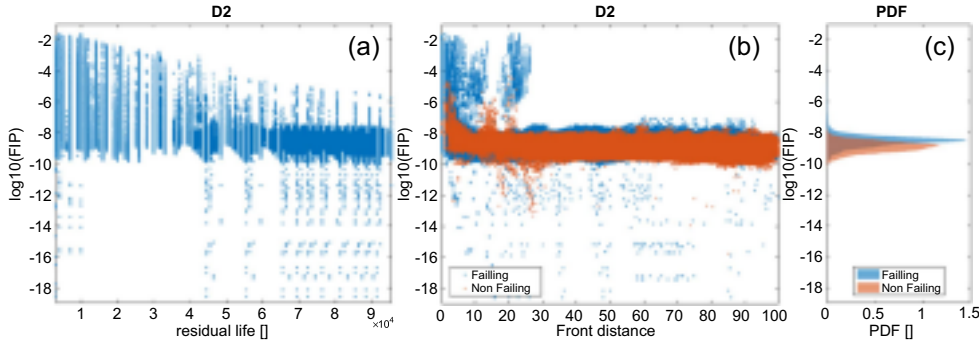 D2
(a)
log10(FIP)
-2
-4
-6
-8
-10
-12
-14
-16
-18
1 2 3 4 5 6 7 8 9
residual life []
×10⁴
D2
(b)
log10(FIP)
-2
-4
-6
-8
-10
-12
-14
-16
-18
Failling
Non Failing
0 10 20 30 40 50 60 70 80 90 100
Front distance
PDF
(c)
log10(FIP)
-2
-4
-6
-8
-10
-12
-14
-16
-18
Failling
Non Failing
0 0.5 1 1.5
PDF []